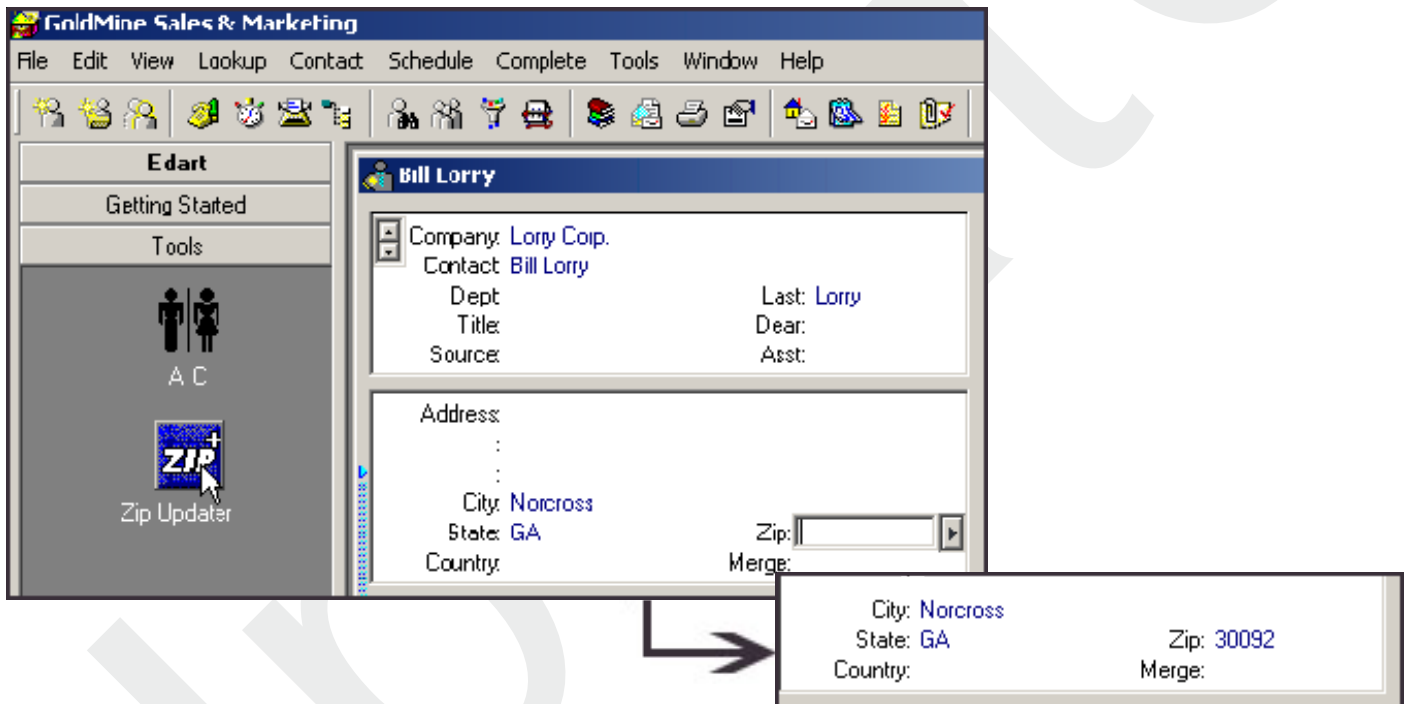 GoldMine Sales & Marketing
File Edit View Lookup Contact Schedule Complete Tools Window Help
Edart
Getting Started
Tools
A C
ZIP+
Zip Updater
Bill Lorry
Company: Lorry Corp.
Contact: Bill Lorry
Dept: Last: Lorry
Title: Dear:
Source: Asst:
Address:
:
:
City: Norcross
State: GA Zip:
Country: Merge:
City: Norcross
State: GA Zip: 30092
Country: Merge: